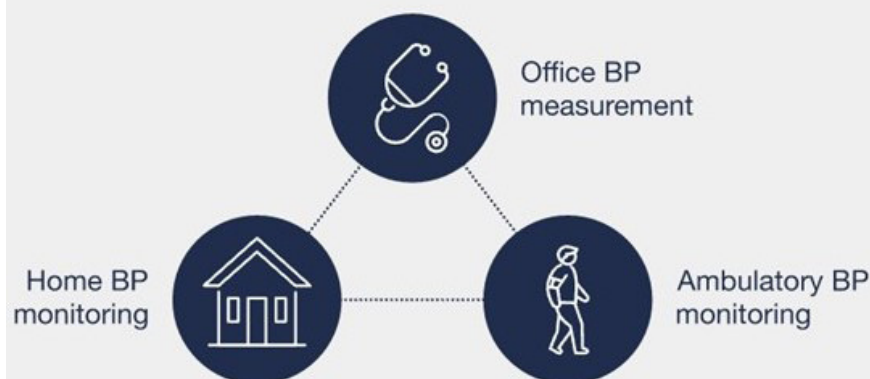 Office BP
measurement
Home BP
monitoring
Ambulatory BP
monitoring